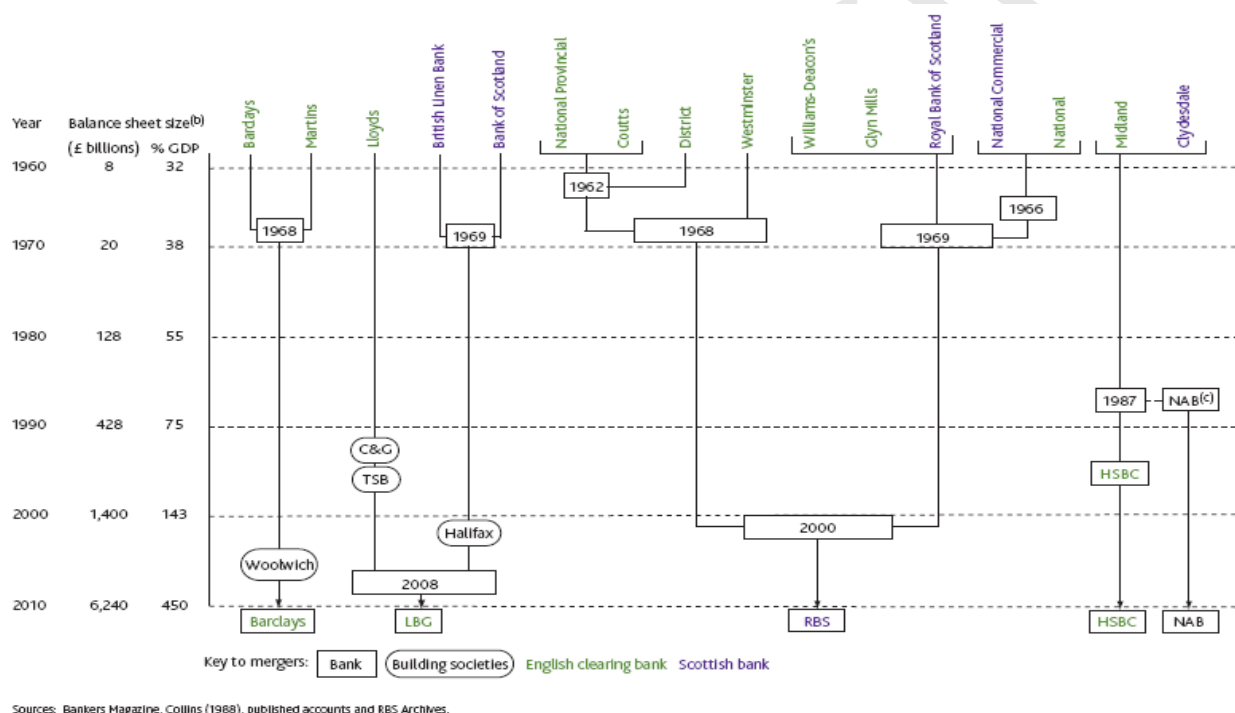 Barclays
Martins
Lloyds
British Linen Bank
Bank of Scotland
National Provincial
Coutts
District
Westminster
Williams-Deacon's
Glyn Mills
Royal Bank of Scotland
National Commercial
National
Midland
Clydesdale
Year Balance sheet size(b)
(£ billions) % GDP
1960 8 32
1962
1966
1968 1969 1968 1969
1970 20 38
1980 128 55
1987 NAB(c)
1990 428 75
C&G
TSB HSBC
2000 1,400 143
Halifax 2000
Woolwich
2008
2010 6,240 450
Barclays LBG RBS HSBC NAB
Key to mergers: Bank Building societies English clearing bank Scottish bank
Sources: Bankers Magazine, Collins (1988), published accounts and RBS Archives.